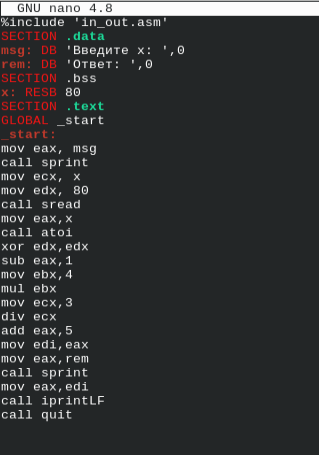 GNU nano 4.8
%include 'in_out.asm'
SECTION .data
msg: DB 'Введите x: ',0
rem: DB 'Ответ: ',0
SECTION .bss
x: RESB 80
SECTION .text
GLOBAL _start
_start:
mov eax, msg
call sprint
mov ecx, x
mov edx, 80
call sread
mov eax,x
call atoi
xor edx,edx
sub eax,1
mov ebx,4
mul ebx
mov ecx,3
div ecx
add eax,5
mov edi,eax
mov eax,rem
call sprint
mov eax,edi
call iprintLF
call quit